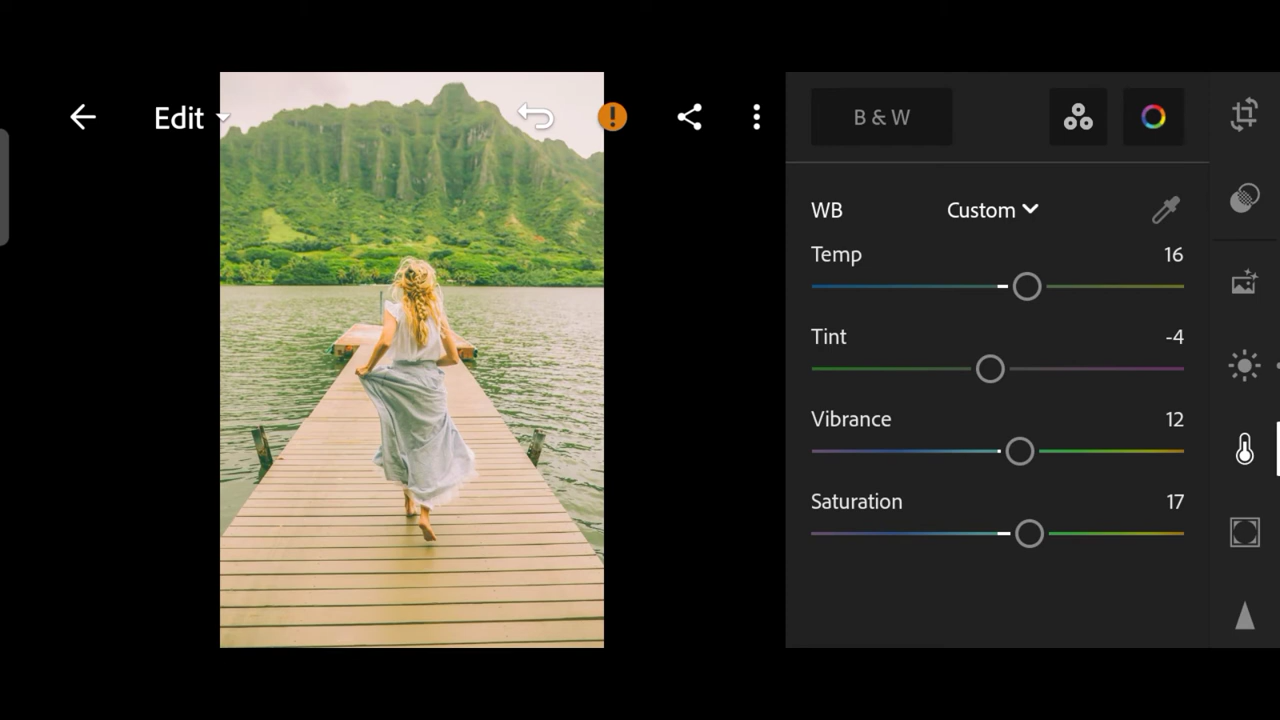 Edit
B & W
WB Custom
Temp 16
Tint -4
Vibrance 12
Saturation 17